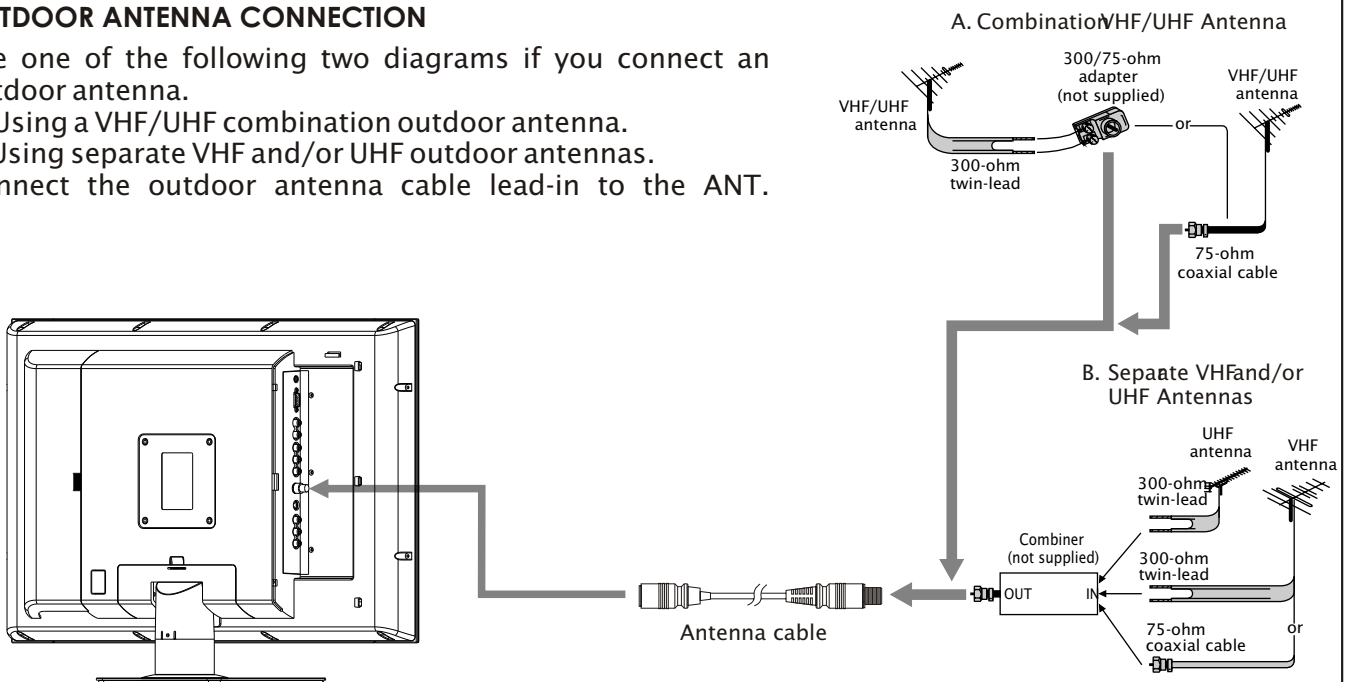 TDOOR ANTENNA CONNECTION
e one of the following two diagrams if you connect an
tdoor antenna.
Using a VHF/UHF combination outdoor antenna.
Using separate VHF and/or UHF outdoor antennas.
nnect the outdoor antenna cable lead-in to the ANT.
A. CombinationVHF/UHF Antenna
300/75-ohm
adapter
(not supplied)
VHF/UHF
antenna
VHF/UHF
antenna
or
300-ohm
twin-lead
75-ohm
coaxial cable
B. Separate VHFand/or
UHF Antennas
UHF
antenna
VHF
antenna
300-ohm
twin-lead
Combiner
(not supplied)
300-ohm
twin-lead
OUT
IN
75-ohm
coaxial cable
or
Antenna cable